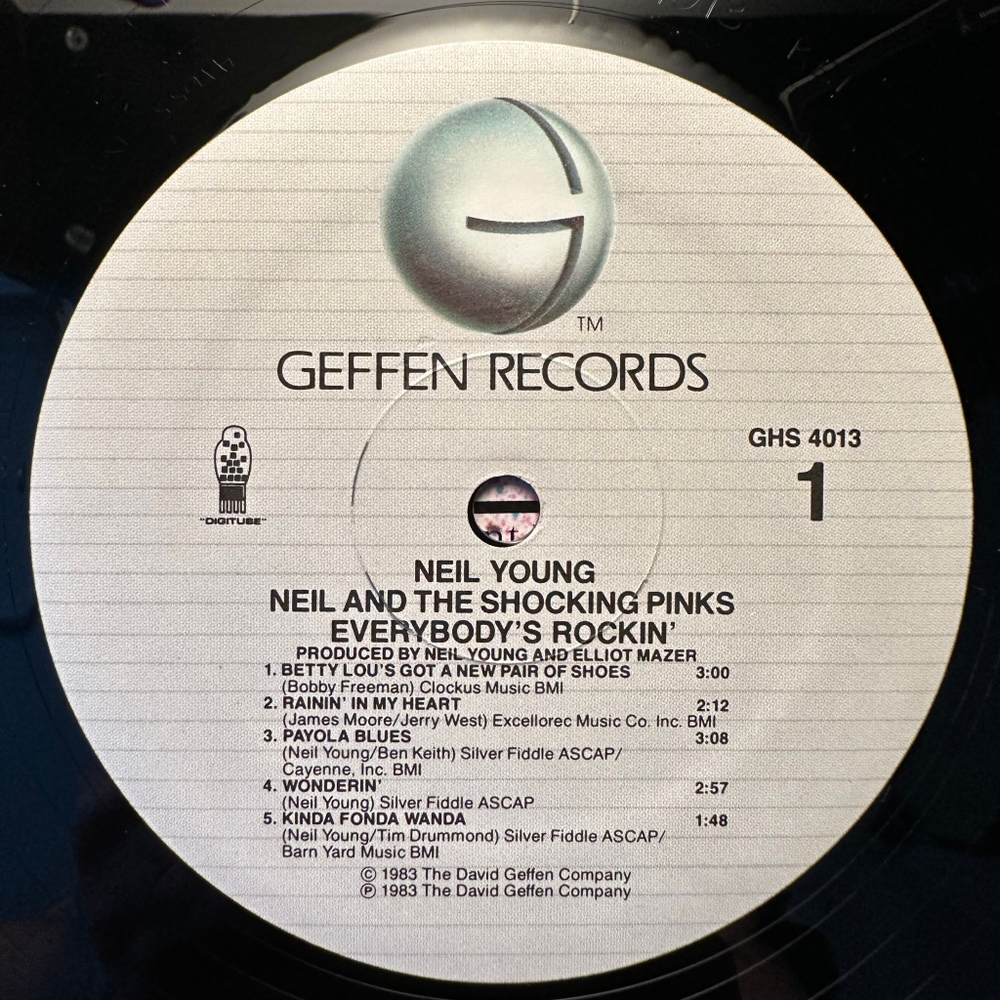 TM
GEFFEN RECORDS
GHS 4013
1
"DIGITUBE"
NEIL YOUNG
NEIL AND THE SHOCKING PINKS
EVERYBODY'S ROCKIN'
PRODUCED BY NEIL YOUNG AND ELLIOT MAZER
1. BETTY LOU'S GOT A NEW PAIR OF SHOES 3:00
(Bobby Freeman) Clockus Music BMI
2. RAININ' IN MY HEART 2:12
(James Moore/Jerry West) Excellorec Music Co. Inc. BMI
3. PAYOLA BLUES 3:08
(Neil Young/Ben Keith) Silver Fiddle ASCAP/
Cayenne, Inc. BMI
4. WONDERIN' 2:57
(Neil Young) Silver Fiddle ASCAP
5. KINDA FONDA WANDA 1:48
(Neil Young/Tim Drummond) Silver Fiddle ASCAP/
Barn Yard Music BMI
Ⓒ 1983 The David Geffen Company
Ⓟ 1983 The David Geffen Company